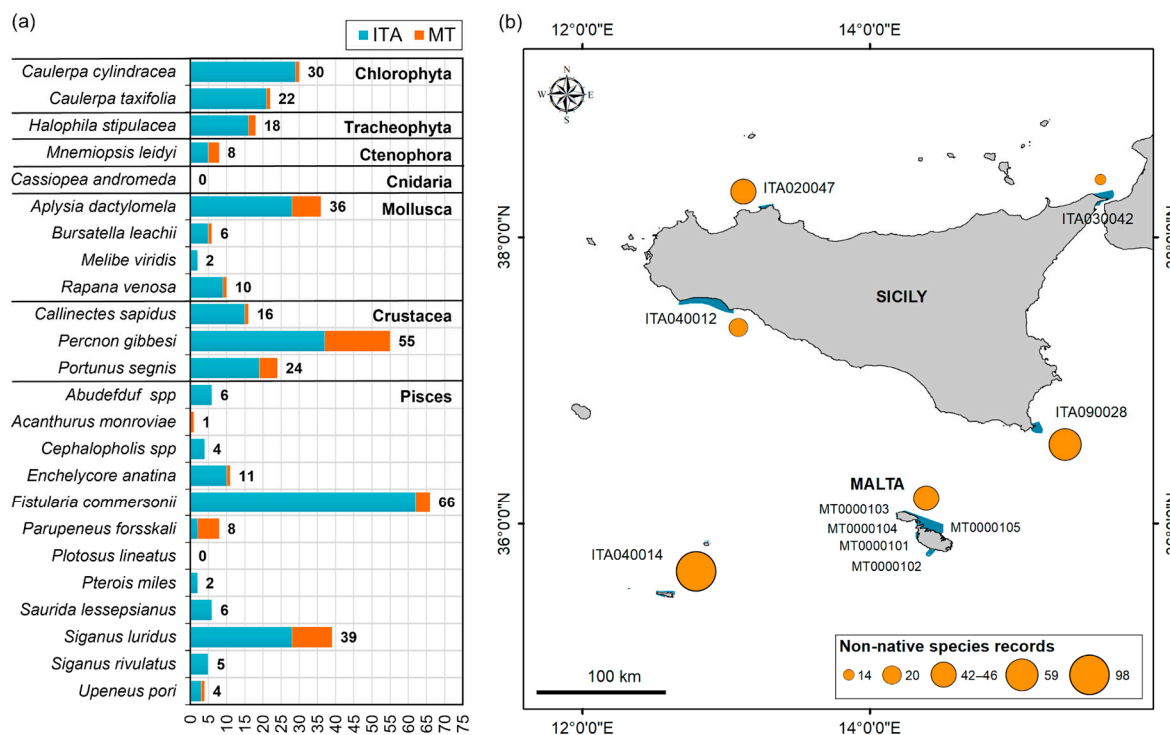 (a)
ITA MT
Caulerpa cylindracea 30 Chlorophyta
Caulerpa taxifolia 22
Halophila stipulacea 18 Tracheophyta
Mnemiopsis leidyi 8 Ctenophora
Cassiopea andromeda 0 Cnidaria
Aplysia dactylomela 36 Mollusca
Bursatella leachii 6
Melibe viridis 2
Rapana venosa 10
Callinectes sapidus 16 Crustacea
Percnon gibbesi 55
Portunus segnis 24
Abudefduf spp 6 Pisces
Acanthurus monroviae 1
Cephalopholis spp 4
Enchelycore anatina 11
Fistularia commersonii 66
Parupeneus forsskali 8
Plotosus lineatus 0
Pterois miles 2
Saurida lessepsianus 6
Siganus luridus 39
Siganus rivulatus 5
Upeneus pori 4
0 5 10 15 20 25 30 35 40 45 50 55 60 65 70 75
(b)
12°0'0"E 14°0'0"E
N
W E
S
ITA020047
ITA030042
38°0'0"N 38°0'0"N
SICILY
ITA040012
ITA090028
MALTA
MT0000103
MT0000104 MT0000105
36°0'0"N 36°0'0"N
MT0000101
ITA040014
MT0000102
Non-native species records
14 20 42–46 59 98
100 km
12°0'0"E 14°0'0"E